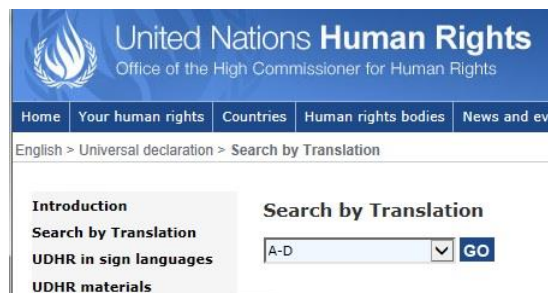 United Nations Human Rights
Office of the High Commissioner for Human Rights
Home Your human rights Countries Human rights bodies News and ev
English > Universal declaration > Search by Translation
Introduction
Search by Translation
UDHR in sign languages
UDHR materials
Search by Translation
A-D GO